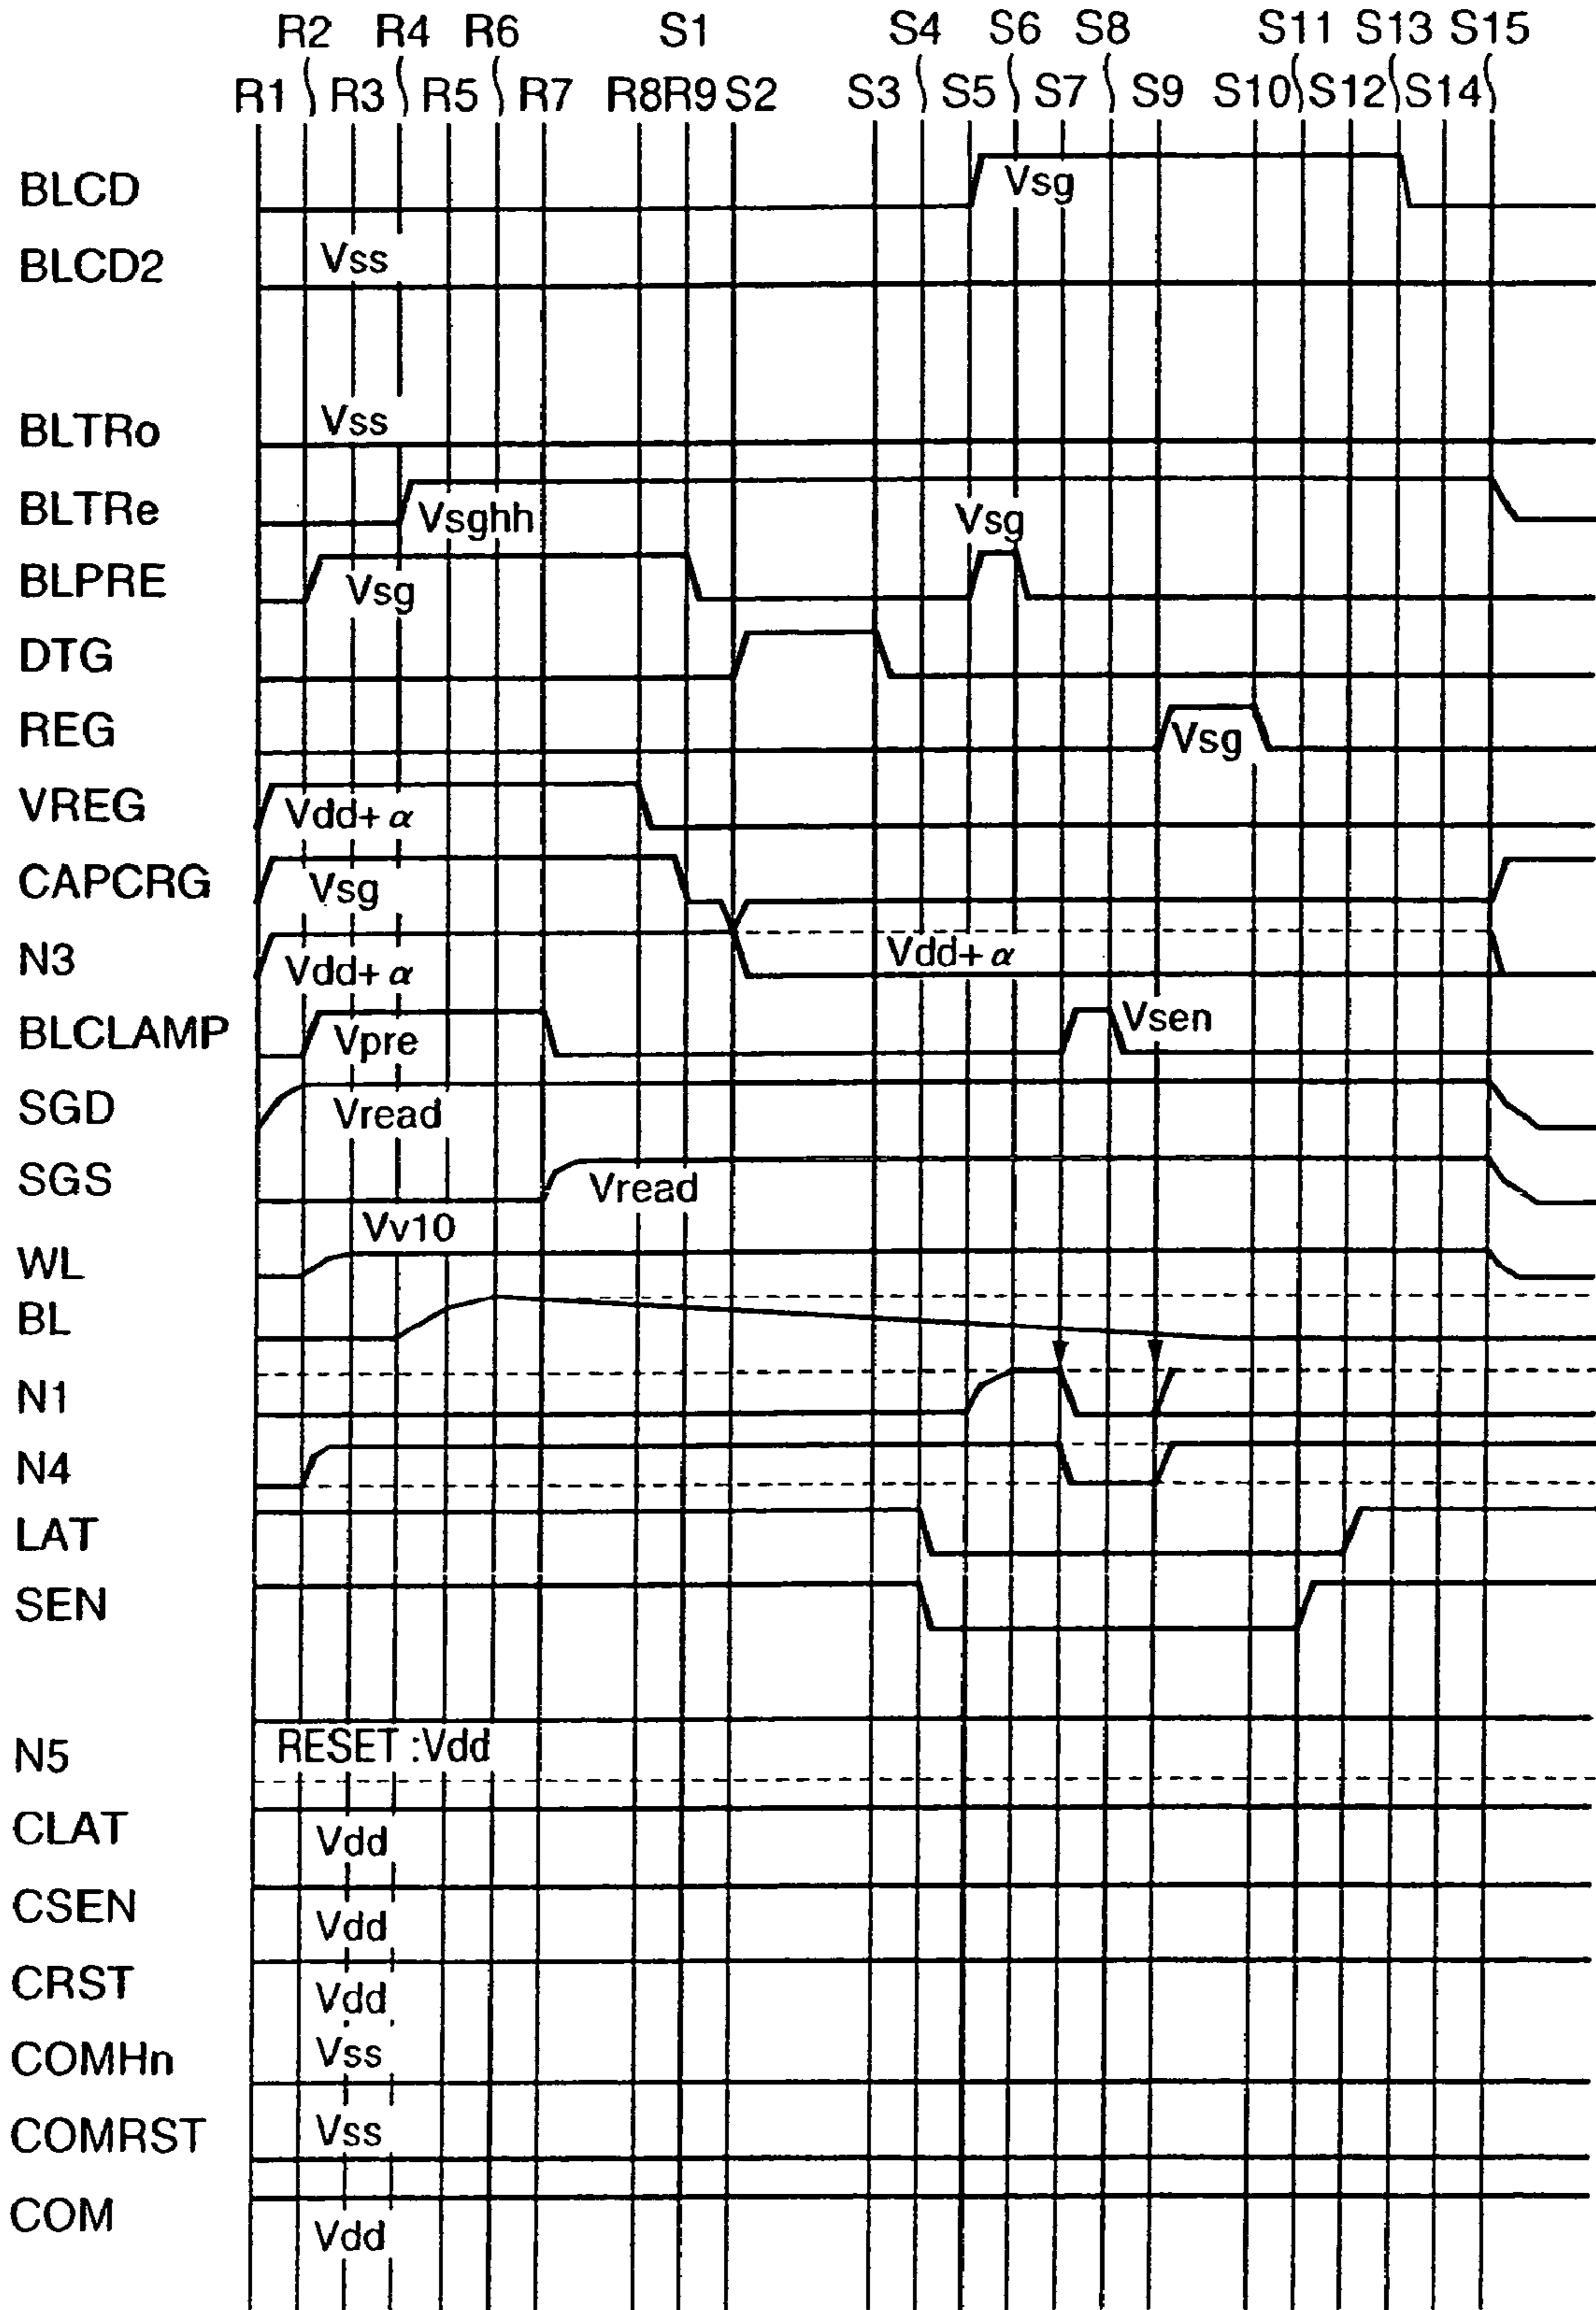 R2 R4 R6 S1 S4 S6 S8 S11 S13 S15
R1 R3 R5 R7 R8 R9 S2 S3 S5 S7 S9 S10 S12 S14
BLCD Vsg
BLCD2 Vss
BLTRo Vss
BLTRe Vsghh
BLPRE Vsg Vsg
DTG
REG Vsg
VREG Vdd+α
CAPCRG Vsg
N3 Vdd+α Vdd+α
BLCLAMP Vpre Vsen
SGD Vread
SGS Vread
WL Vv10
BL
N1
N4
LAT
SEN
N5 RESET :Vdd
CLAT Vdd
CSEN Vdd
CRST Vdd
COMHn Vss
COMRST Vss
COM Vdd